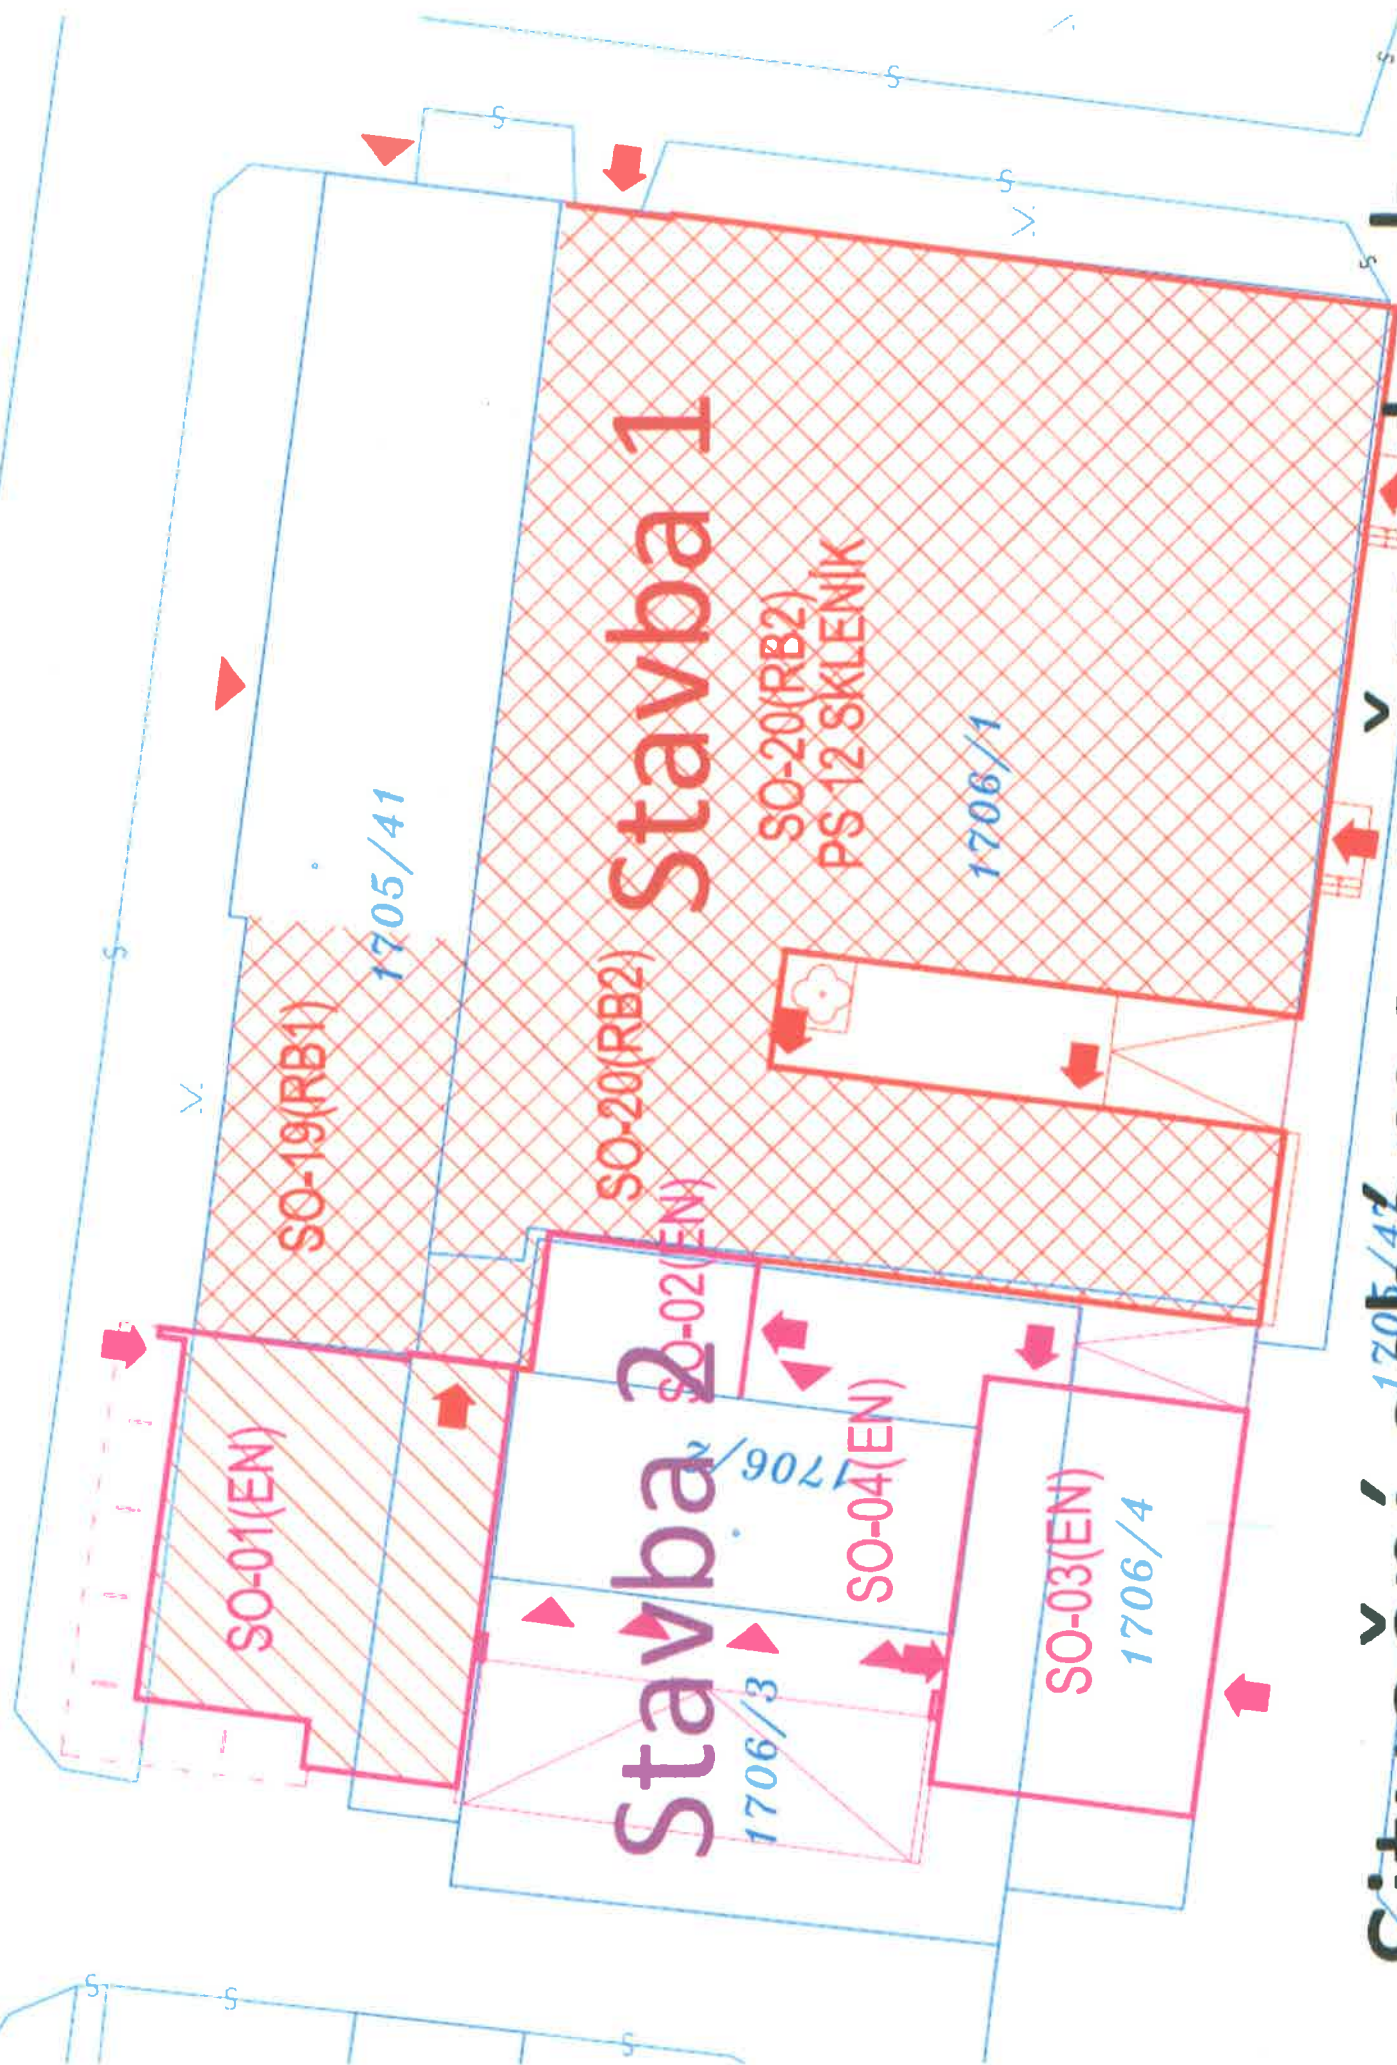 Stavba 1
Stavba 2
SO-19(RB1)
SO-20(RB2)
SO-20(RB2)
PS 12 SKLENÍK
SO-01(EN)
SO-02(EN)
SO-04(EN)
SO-03(EN)
1705/41
1706/1
1706/2
1706/3
1706/4